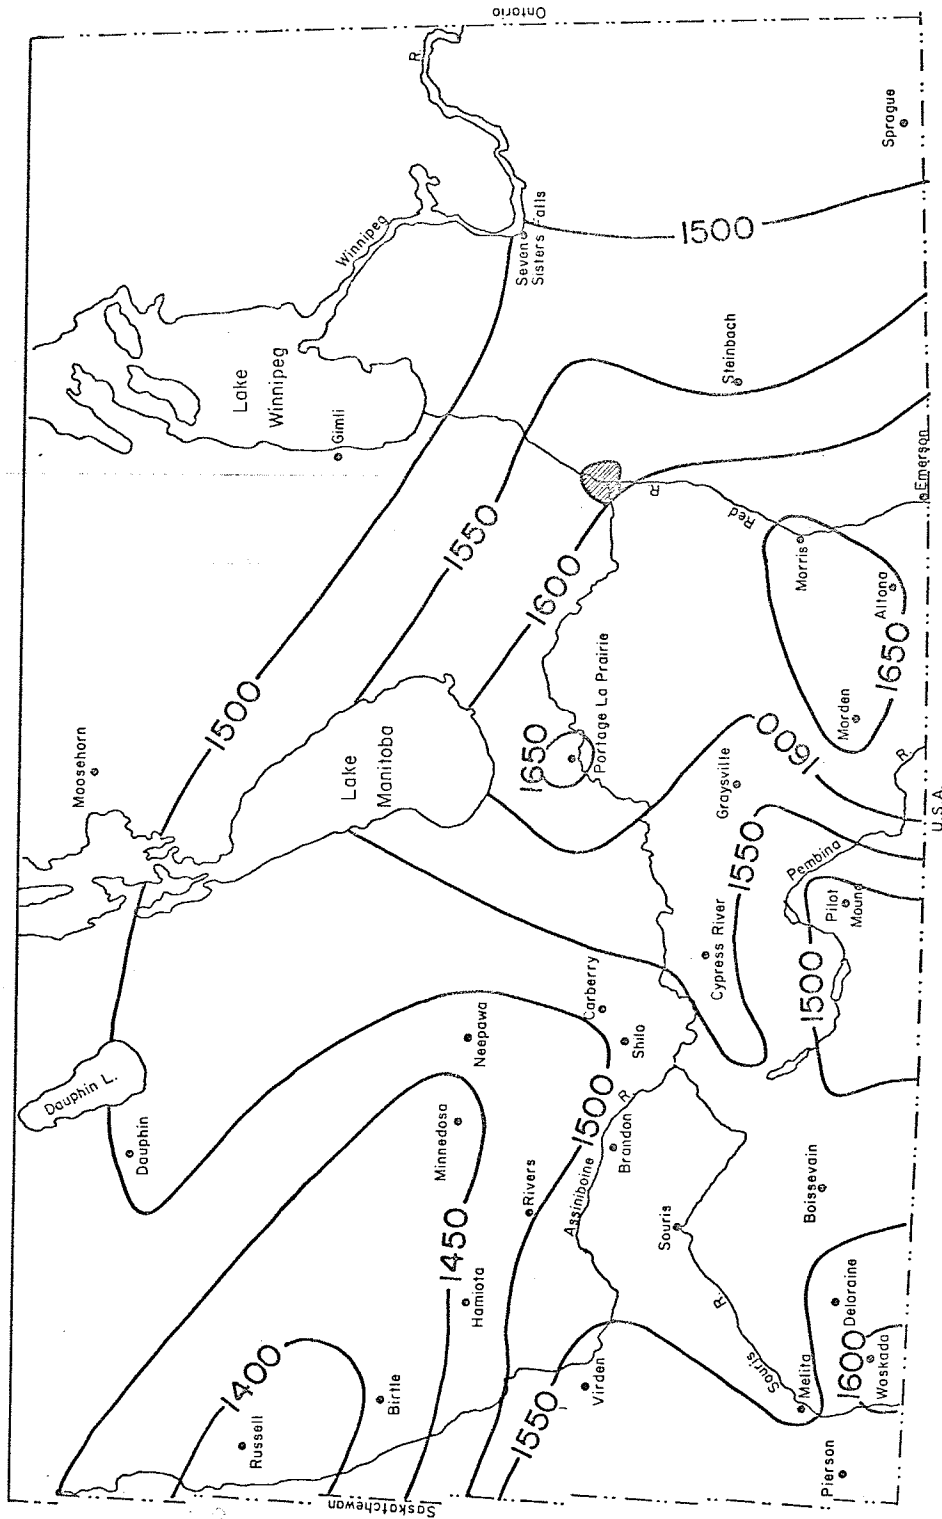 Ontario
Saskatchewan
U.S.A.
Dauphin L.
Dauphin
Moosehorn
Lake
Winnipeg
Gimli
Winnipeg
R.
Seven
Sisters Falls
Sprague
Steinbach
Lake
Manitoba
Neepawa
Minnedosa
Russell
Birtle
Hamiota
Rivers
Virden
Assiniboine
R.
Brandon
Shilo
Carberry
Portage La Prairie
Red
R.
Morris
Emerson
Altona
Morden
Graysville
Cypress River
Pembina
R.
Pilot
Mound
Souris
Souris
R.
Boissevain
Melita
Deloraine
Waskada
Pierson
1400
1450
1500
1500
1500
1500
1550
1550
1550
1600
1600
1600
1650
1650